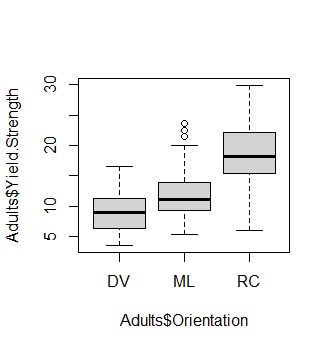 Adults$Yield.Strength
30
20
10
5
DV ML RC
Adults$Orientation